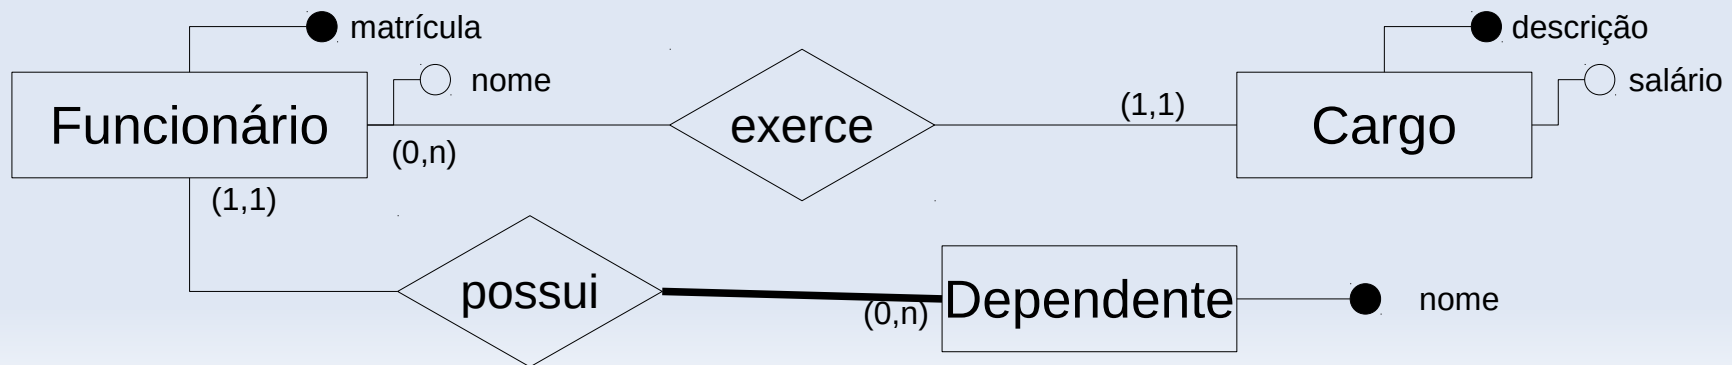 matrícula
descrição
nome
salário
Funcionário
exerce
(1,1)
Cargo
(0,n)
(1,1)
possui
Dependente
nome
(0,n)